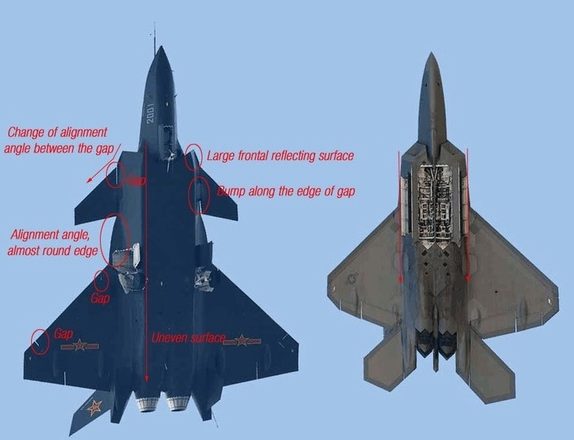 2001
Change of alignment
angle between the gap
Large frontal reflecting surface
Gap
Bump along the edge of gap
Alignment angle,
almost round edge
Gap
Gap
Uneven surface